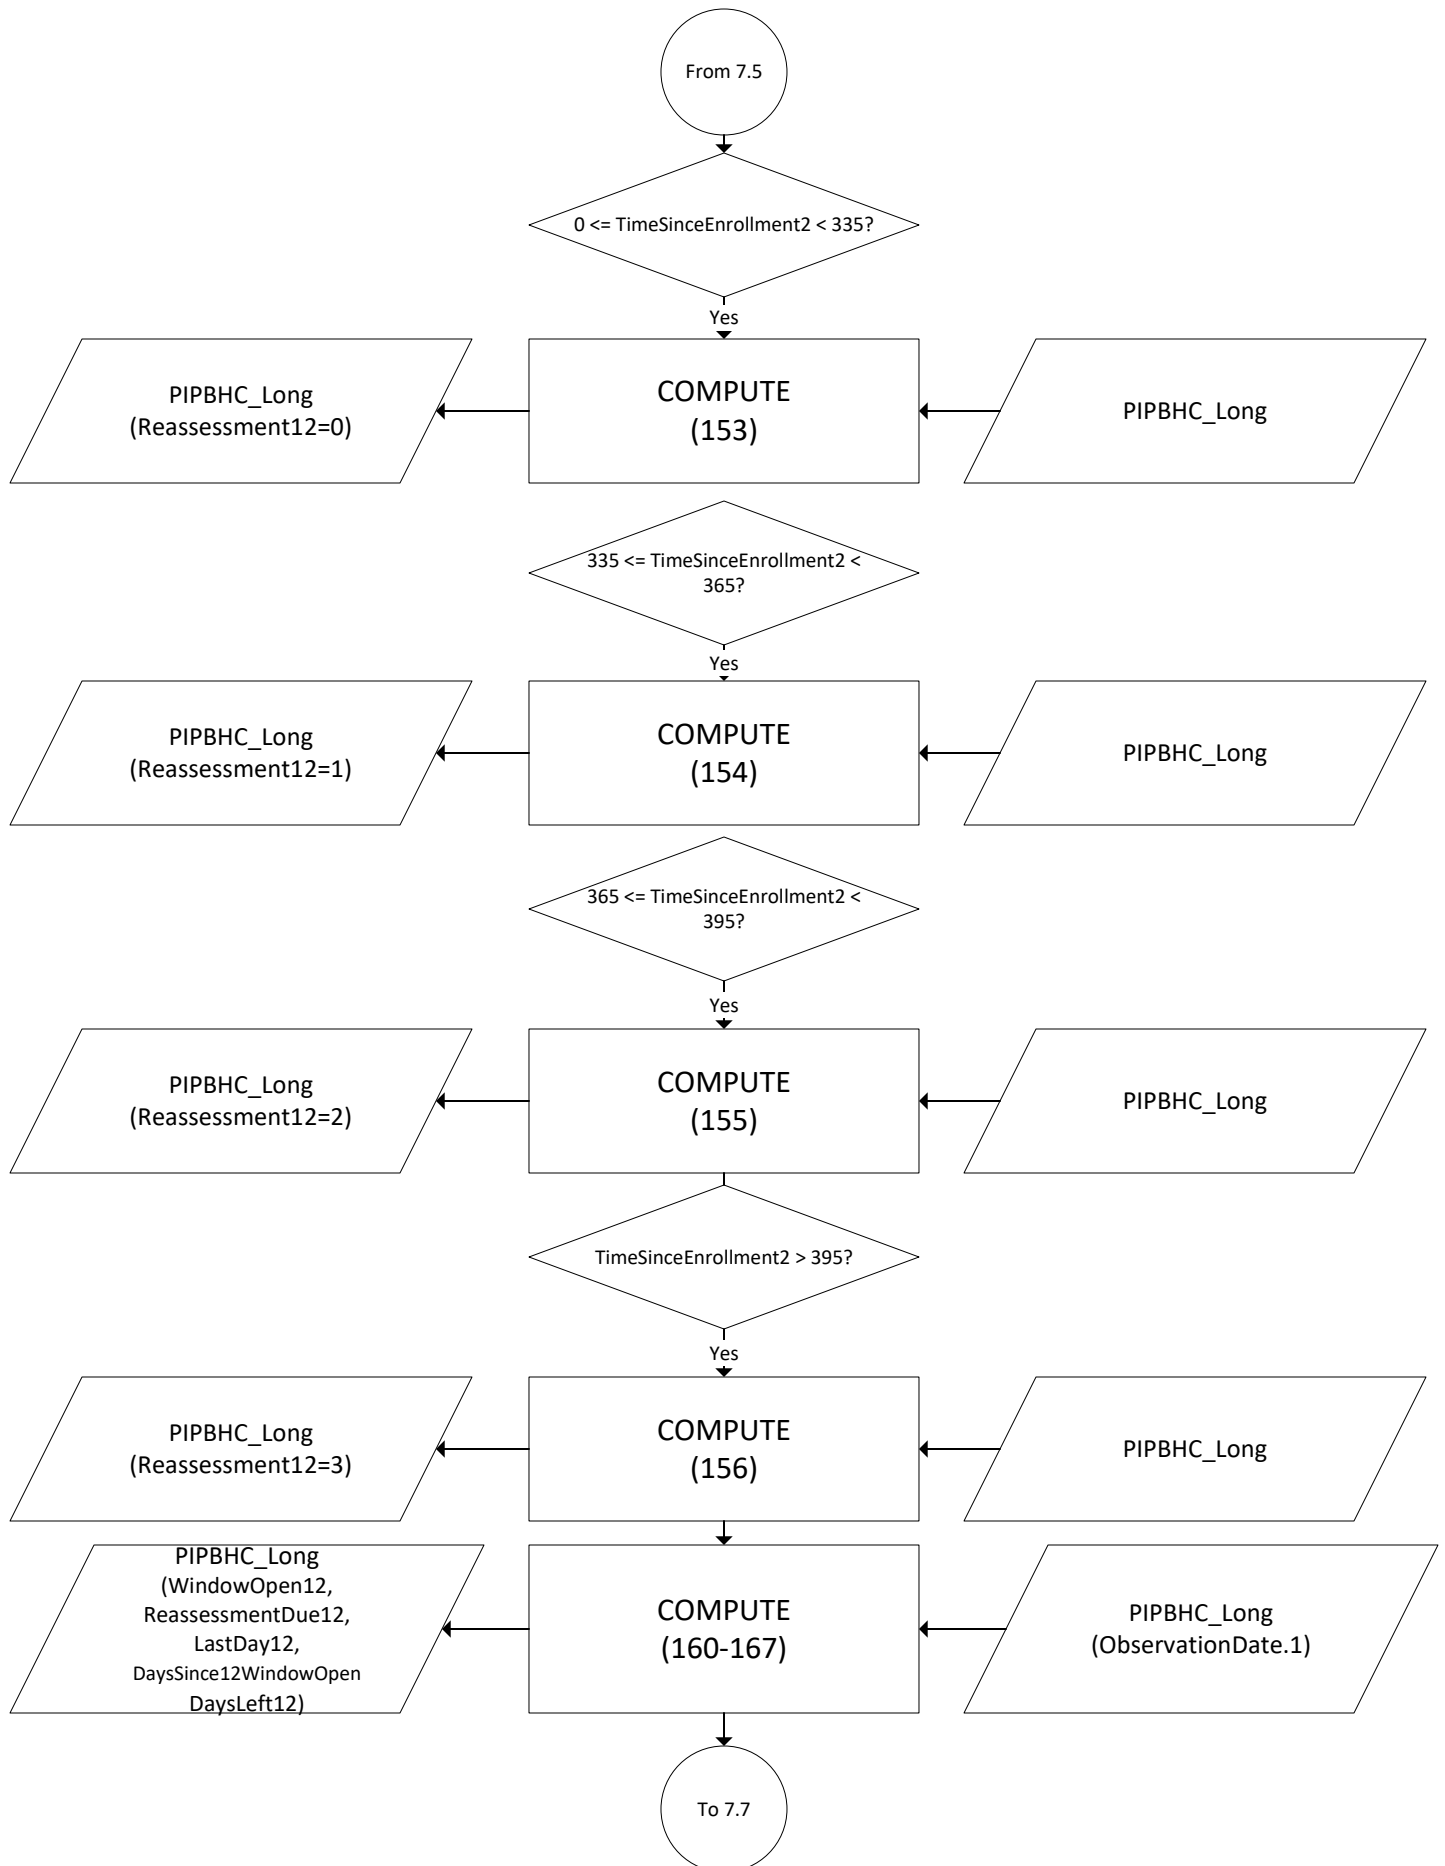 From 7.5
0 <= TimeSinceEnrollment2 < 335?
Yes
PIPBHC_Long
(Reassessment12=0)
COMPUTE
(153)
PIPBHC_Long
335 <= TimeSinceEnrollment2 <
365?
Yes
PIPBHC_Long
(Reassessment12=1)
COMPUTE
(154)
PIPBHC_Long
365 <= TimeSinceEnrollment2 <
395?
Yes
PIPBHC_Long
(Reassessment12=2)
COMPUTE
(155)
PIPBHC_Long
TimeSinceEnrollment2 > 395?
Yes
PIPBHC_Long
(Reassessment12=3)
COMPUTE
(156)
PIPBHC_Long
PIPBHC_Long
(WindowOpen12,
ReassessmentDue12,
LastDay12,
DaysSince12WindowOpen
DaysLeft12)
COMPUTE
(160-167)
PIPBHC_Long
(ObservationDate.1)
To 7.7